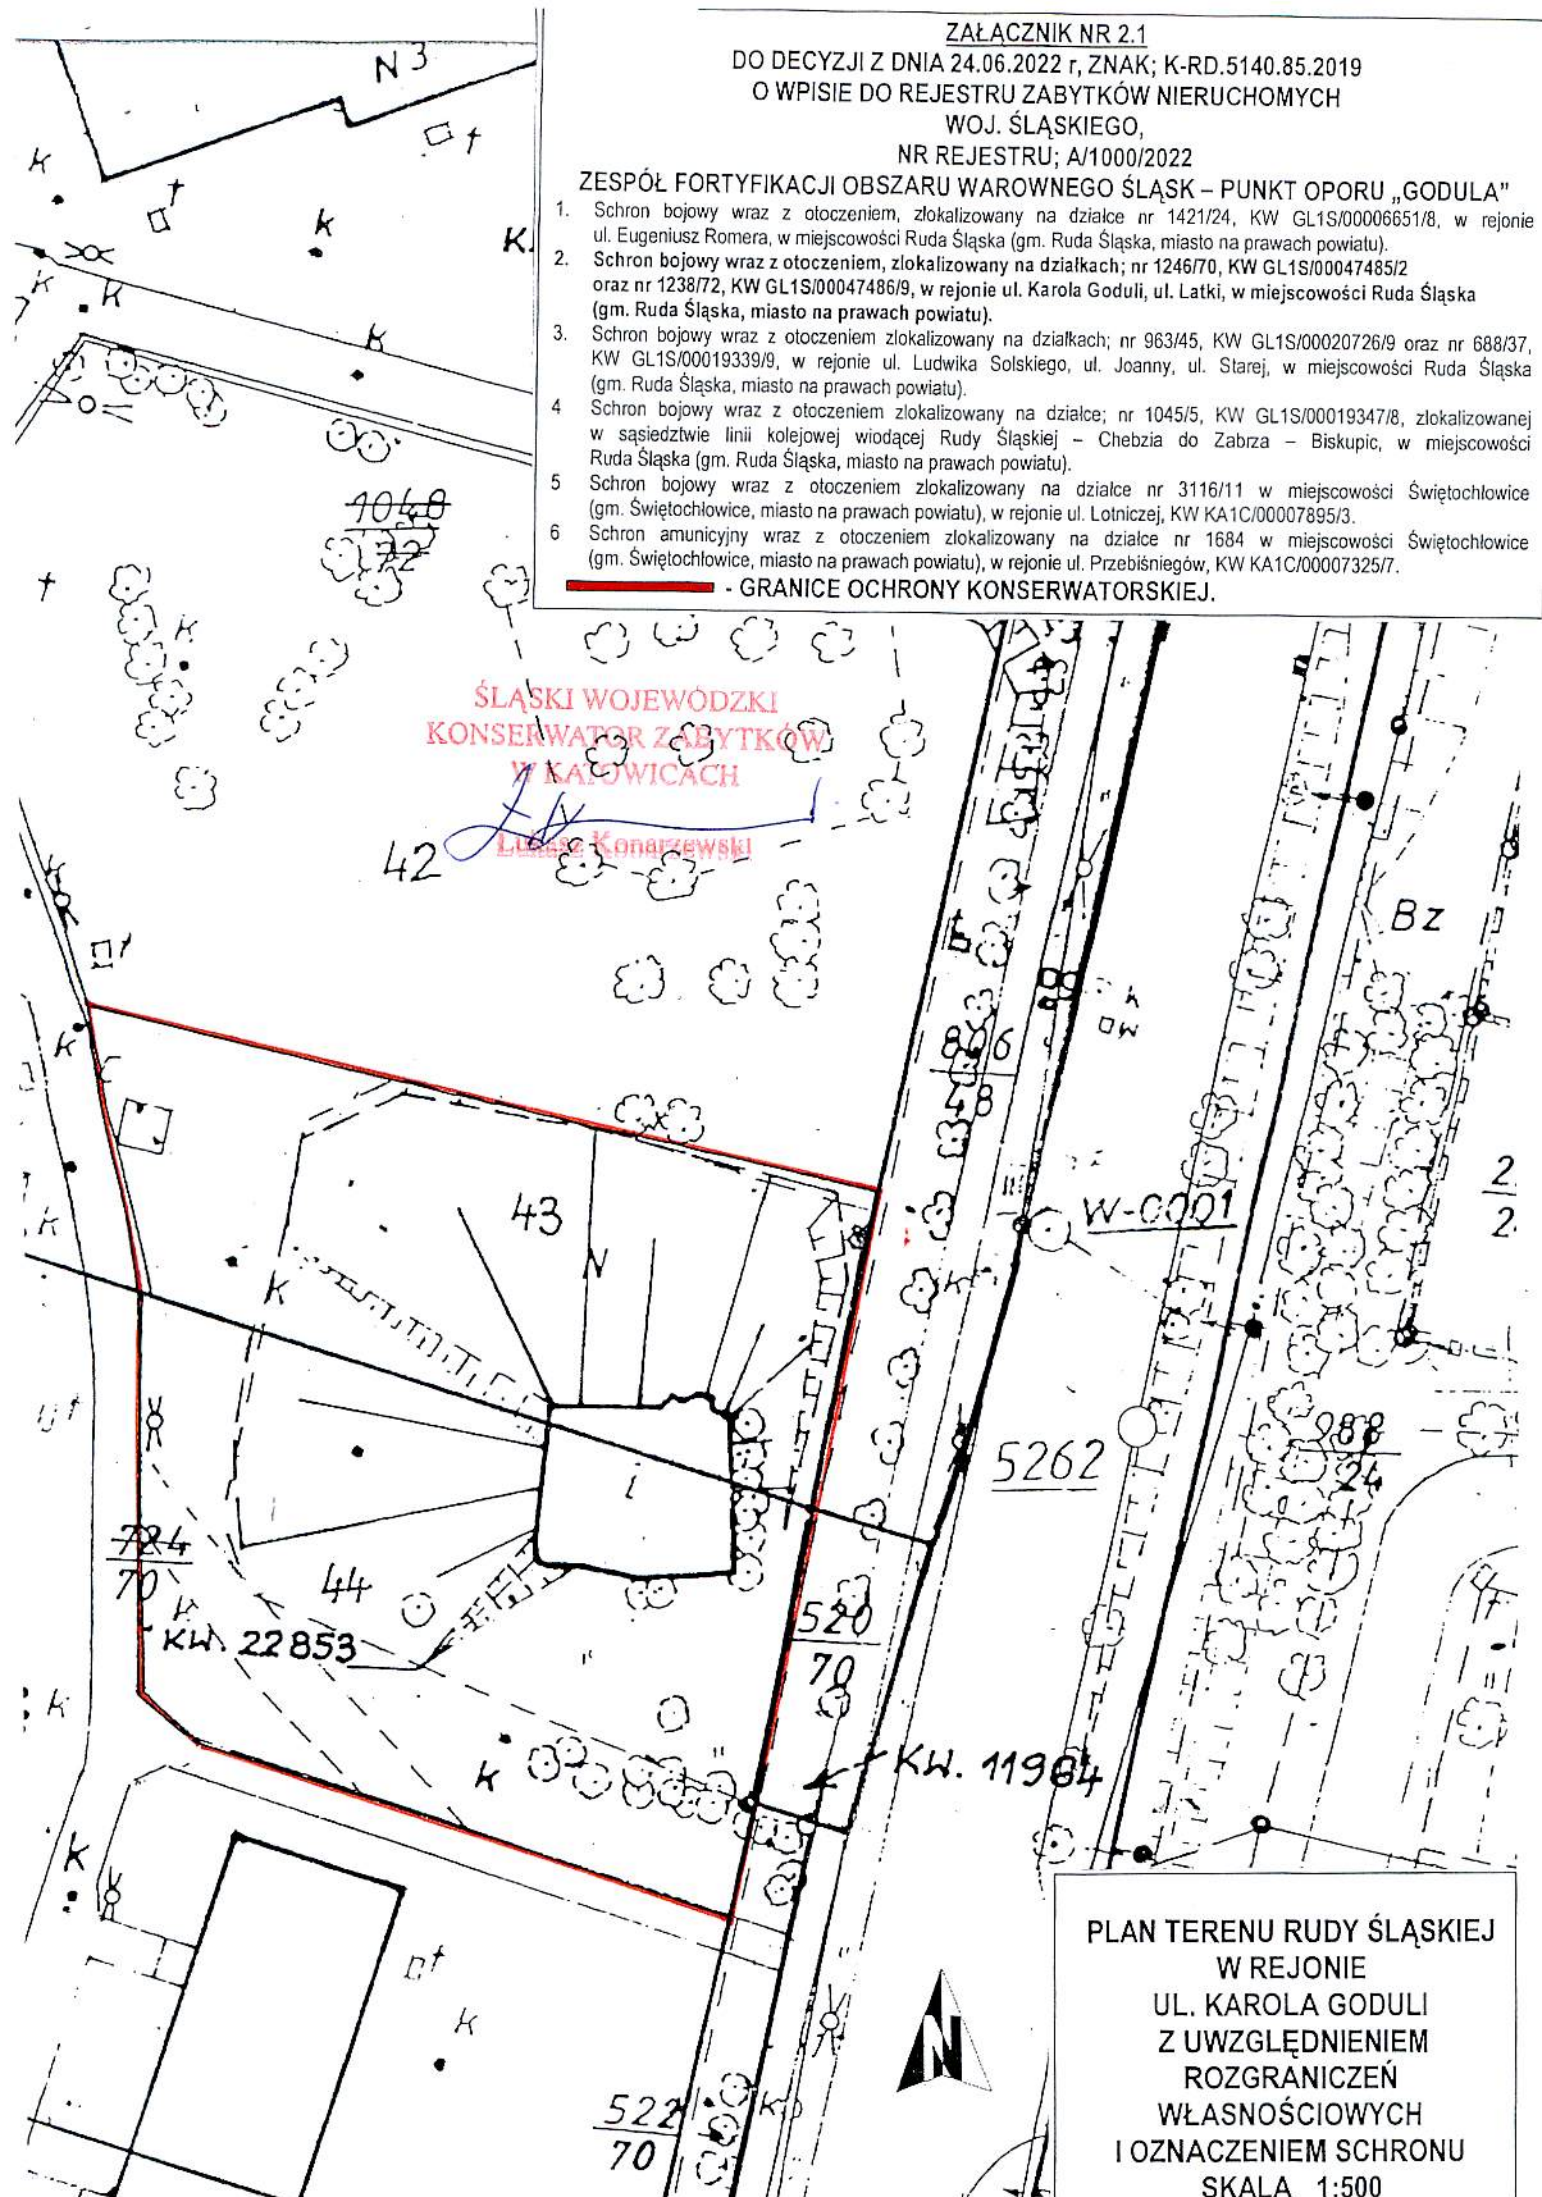 ZAŁĄCZNIK NR 2.1
DO DECYZJI Z DNIA 24.06.2022 r, ZNAK; K-RD.5140.85.2019
O WPISIE DO REJESTRU ZABYTKÓW NIERUCHOMYCH
WOJ. ŚLĄSKIEGO,
NR REJESTRU; A/1000/2022
ZESPÓŁ FORTYFIKACJI OBSZARU WAROWNEGO ŚLĄSK – PUNKT OPORU „GODULA”
1. Schron bojowy wraz z otoczeniem, zlokalizowany na działce nr 1421/24, KW GL1S/00006651/8, w rejonie
ul. Eugeniusz Romera, w miejscowości Ruda Śląska (gm. Ruda Śląska, miasto na prawach powiatu).
2. Schron bojowy wraz z otoczeniem, zlokalizowany na działkach; nr 1246/70, KW GL1S/00047485/2
oraz nr 1238/72, KW GL1S/00047486/9, w rejonie ul. Karola Goduli, ul. Latki, w miejscowości Ruda Śląska
(gm. Ruda Śląska, miasto na prawach powiatu).
3. Schron bojowy wraz z otoczeniem zlokalizowany na działkach; nr 963/45, KW GL1S/00020726/9 oraz nr 688/37,
KW GL1S/00019339/9, w rejonie ul. Ludwika Solskiego, ul. Joanny, ul. Starej, w miejscowości Ruda Śląska
(gm. Ruda Śląska, miasto na prawach powiatu).
4 Schron bojowy wraz z otoczeniem zlokalizowany na działce; nr 1045/5, KW GL1S/00019347/8, zlokalizowanej
w sąsiedztwie linii kolejowej wiodącej Rudy Śląskiej – Chebzia do Zabrza – Biskupic, w miejscowości
Ruda Śląska (gm. Ruda Śląska, miasto na prawach powiatu).
5 Schron bojowy wraz z otoczeniem zlokalizowany na działce nr 3116/11 w miejscowości Świętochłowice
(gm. Świętochłowice, miasto na prawach powiatu), w rejonie ul. Lotniczej, KW KA1C/00007895/3.
6 Schron amunicyjny wraz z otoczeniem zlokalizowany na działce nr 1684 w miejscowości Świętochłowice
(gm. Świętochłowice, miasto na prawach powiatu), w rejonie ul. Przebiśniegów, KW KA1C/00007325/7.
- GRANICE OCHRONY KONSERWATORSKIEJ.
N3
1048
72
ŚLĄSKI WOJEWÓDZKI
KONSERWATOR ZABYTKÓW
W KATOWICACH
Łukasz Konarzewski
42
Bz
806
48
43
N
W-0001
k
5262
988
24
i
724
70
44
KW. 22853
520
70
KW. 11964
k
522
70
N
PLAN TERENU RUDY ŚLĄSKIEJ
W REJONIE
UL. KAROLA GODULI
Z UWZGLĘDNIENIEM
ROZGRANICZEŃ
WŁASNOŚCIOWYCH
I OZNACZENIEM SCHRONU
SKALA 1:500